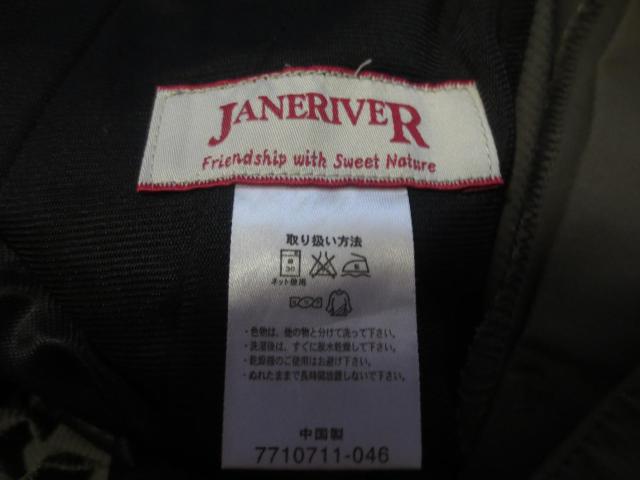 JANERIVER
Friendship with Sweet Nature
取り扱い方法
30
ネット使用
・色物は、他の物と分けて洗って下さい。
・洗濯後は、すぐに脱水乾燥して下さい。
・乾燥機のご使用はお避け下さい。
・ぬれたままで長時間放置しないで下さい。
中国製
7710711-046